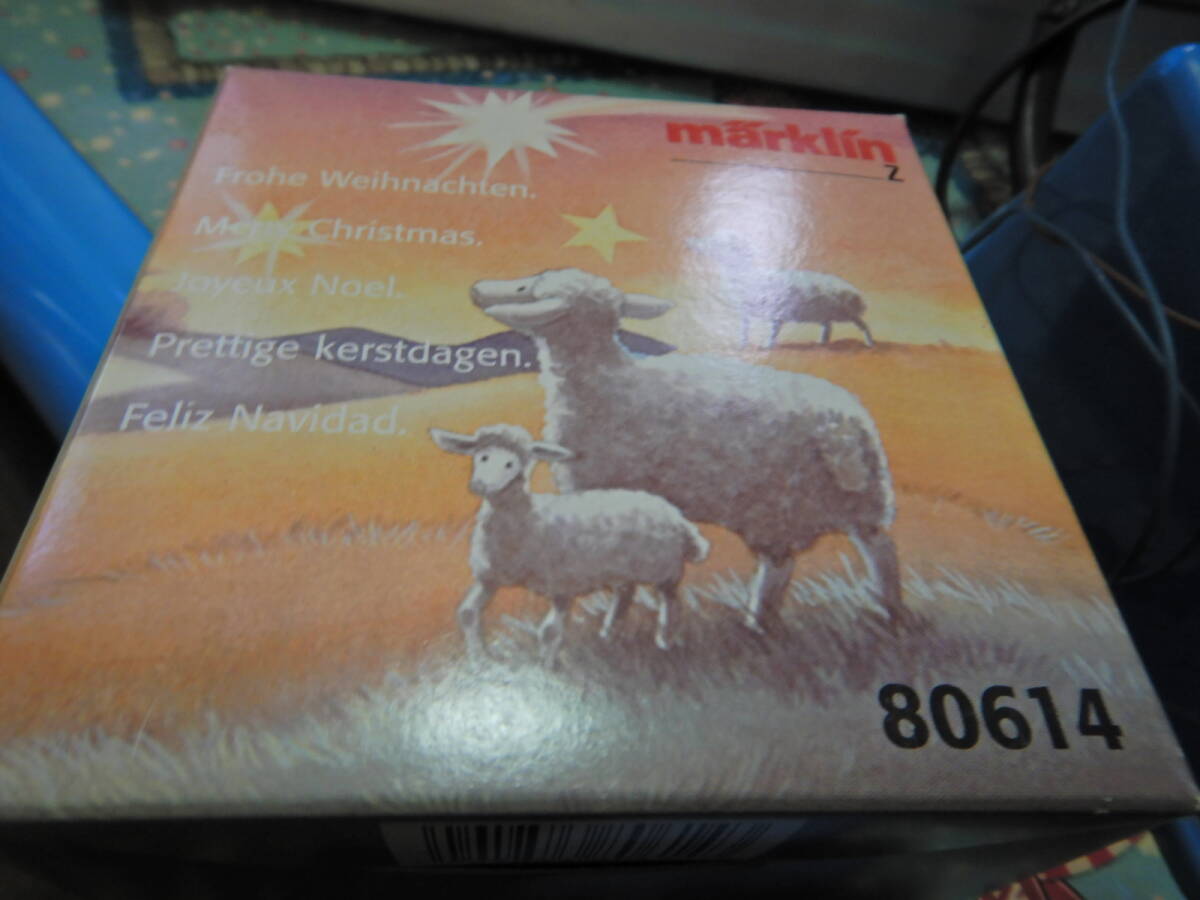 märklin
Z
Frohe Weihnachten.
Merry Christmas.
Joyeux Noel.
Prettige kerstdagen.
Feliz Navidad.
80614